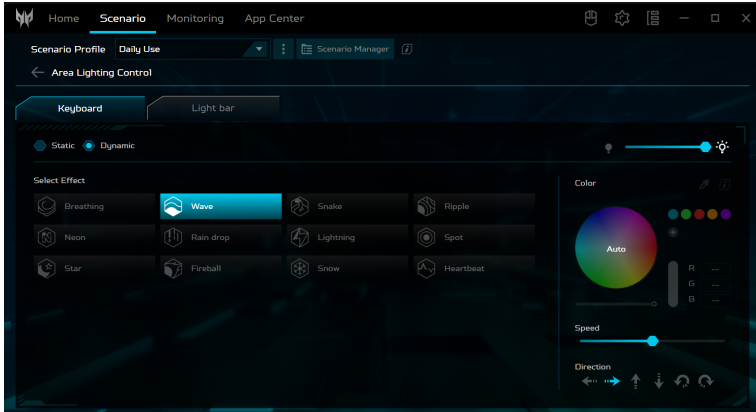 Home Scenario Monitoring App Center
Scenario Profile Daily Use Scenario Manager
Area Lighting Control
Keyboard Light bar
Static Dynamic
Select Effect
Breathing Wave Snake Ripple
Neon Rain drop Lightning Spot
Star Fireball Snow Heartbeat
Color
Auto
R --
G --
B --
Speed
Direction